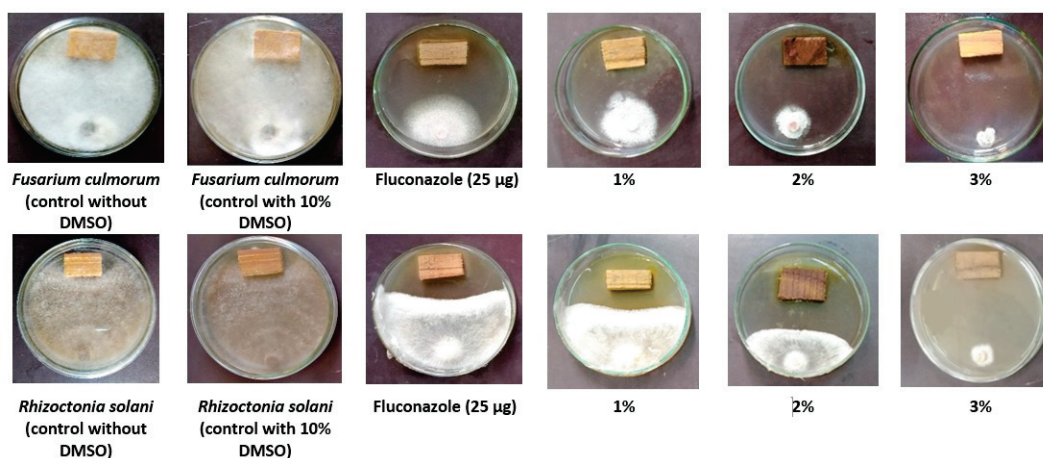 Fusarium culmorum Fusarium culmorum Fluconazole (25 µg) 1% 2% 3%
(control without (control with 10%
DMSO) DMSO)
Rhizoctonia solani Rhizoctonia solani Fluconazole (25 µg) 1% 2% 3%
(control without (control with 10%
DMSO) DMSO)